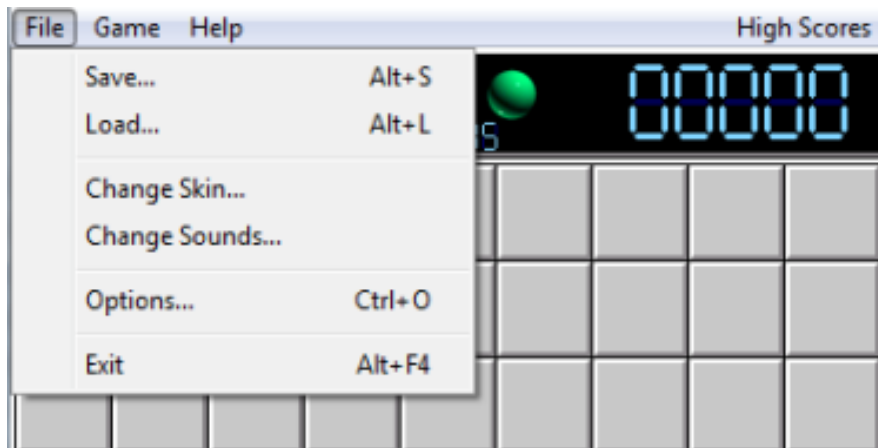 File Game Help High Scores
Save... Alt+S
00000
Load... Alt+L
Change Skin...
Change Sounds...
Options... Ctrl+O
Exit Alt+F4